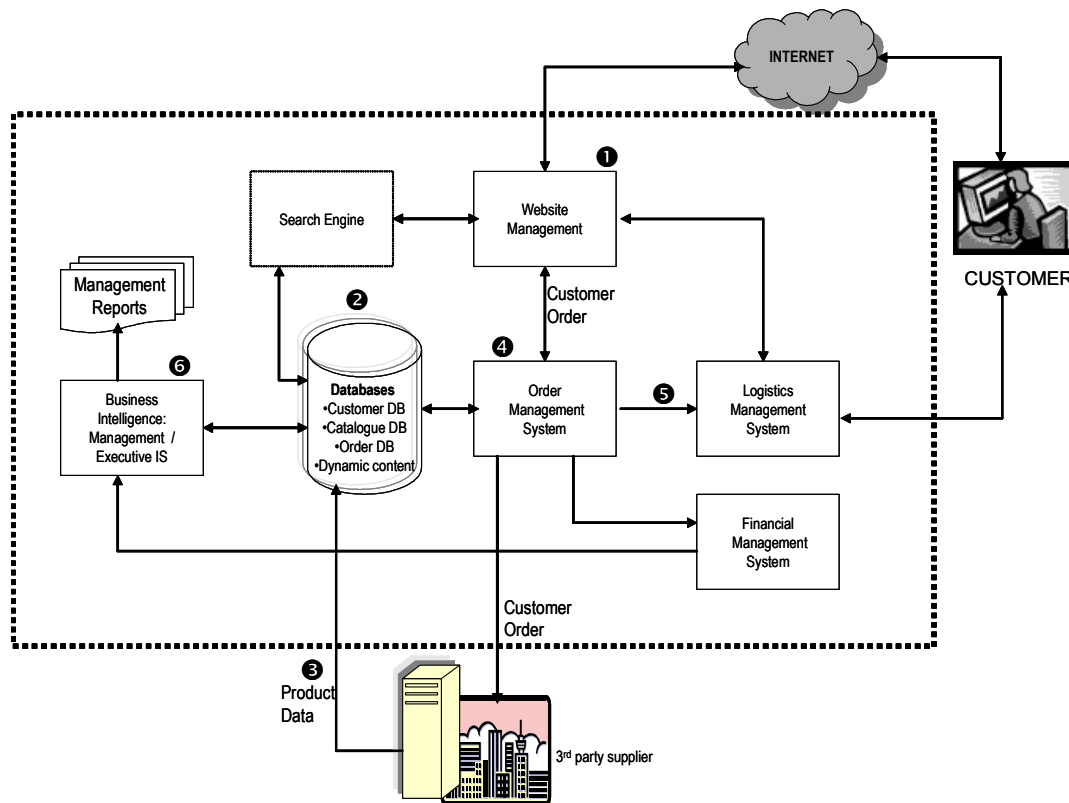 INTERNET
❶
Search Engine
Website
Management
CUSTOMER
Management
Reports
Customer
Order
❷
❹
❻
Business
Intelligence:
Management /
Executive IS
Databases
•Customer DB
•Catalogue DB
•Order DB
•Dynamic content
Order
Management
System
❺
Logistics
Management
System
Financial
Management
System
Customer
Order
❸
Product
Data
3rd party supplier